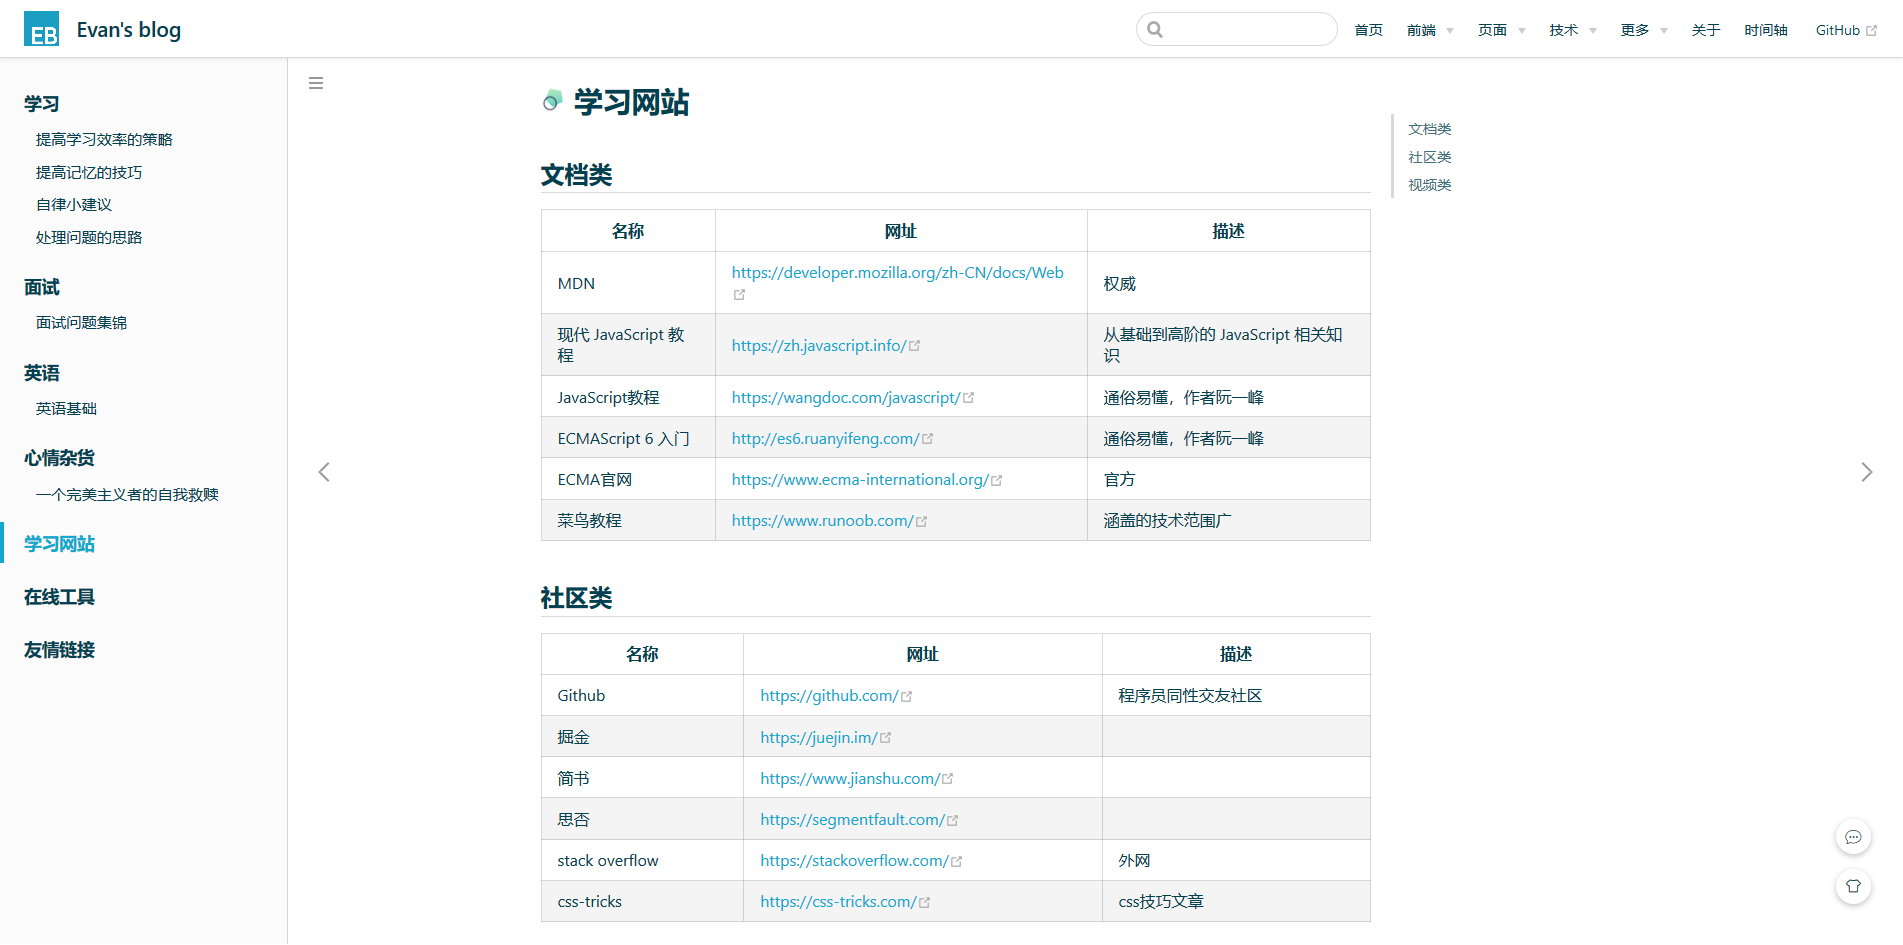 EB Evan's blog
首页 前端 页面 技术 更多 关于 时间轴 GitHub
学习
提高学习效率的策略
提高记忆的技巧
自律小建议
处理问题的思路
面试
面试问题集锦
英语
英语基础
心情杂货
一个完美主义者的自我救赎
学习网站
在线工具
友情链接
学习网站
文档类
名称 网址 描述
MDN https://developer.mozilla.org/zh-CN/docs/Web 权威
现代 JavaScript 教
程 https://zh.javascript.info/ 从基础到高阶的 JavaScript 相关知
识
JavaScript教程 https://wangdoc.com/javascript/ 通俗易懂，作者阮一峰
ECMAScript 6 入门 http://es6.ruanyifeng.com/ 通俗易懂，作者阮一峰
ECMA官网 https://www.ecma-international.org/ 官方
菜鸟教程 https://www.runoob.com/ 涵盖的技术范围广
社区类
名称 网址 描述
Github https://github.com/ 程序员同性交友社区
掘金 https://juejin.im/
简书 https://www.jianshu.com/
思否 https://segmentfault.com/
stack overflow https://stackoverflow.com/ 外网
css-tricks https://css-tricks.com/ css技巧文章
文档类
社区类
视频类